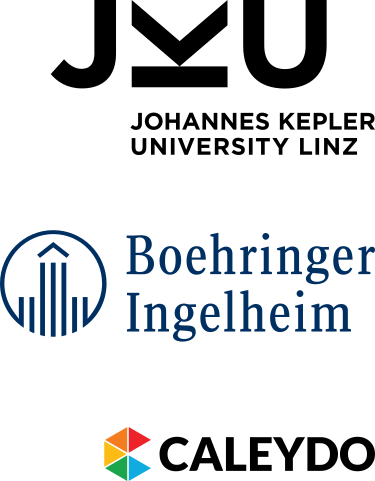 JKU
JOHANNES KEPLER
UNIVERSITY LINZ
Boehringer
Ingelheim
CALEYDO